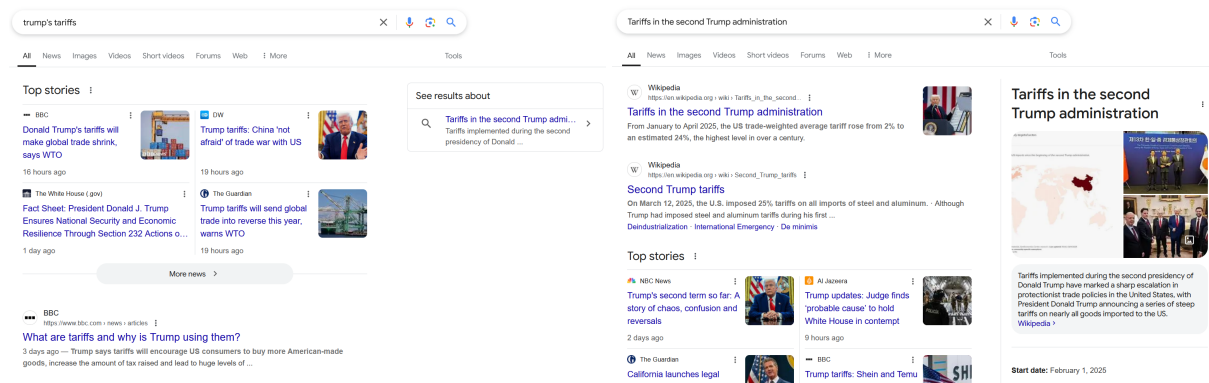 trump's tariffs
All News Images Videos Short videos Forums Web More Tools
Top stories
BBC
Donald Trump's tariffs will
make global trade shrink,
says WTO
16 hours ago
DW
Trump tariffs: China 'not
afraid' of trade war with US
19 hours ago
The White House (.gov)
Fact Sheet: President Donald J. Trump
Ensures National Security and Economic
Resilience Through Section 232 Actions o...
1 day ago
The Guardian
Trump tariffs will send global
trade into reverse this year,
warns WTO
19 hours ago
More news
BBC
https://www.bbc.com › news › articles
What are tariffs and why is Trump using them?
3 days ago — Trump says tariffs will encourage US consumers to buy more American-made
goods, increase the amount of tax raised and lead to huge levels of ...
See results about
Tariffs in the second Trump admi...
Tariffs implemented during the second
presidency of Donald ...
Tariffs in the second Trump administration
All News Images Videos Short videos Forums Web More Tools
Wikipedia
https://en.wikipedia.org › wiki › Tariffs_in_the_second...
Tariffs in the second Trump administration
From January to April 2025, the US trade-weighted average tariff rose from 2% to
an estimated 24%, the highest level in over a century.
Wikipedia
https://en.wikipedia.org › wiki › Second_Trump_tariffs
Second Trump tariffs
On March 12, 2025, the U.S. imposed 25% tariffs on all imports of steel and aluminum. · Although
Trump had imposed steel and aluminum tariffs during his first ...
Deindustrialization · International Emergency · De minimis
Top stories
NBC News
Trump's second term so far: A
story of chaos, confusion and
reversals
2 days ago
Al Jazeera
Trump updates: Judge finds
'probable cause' to hold
White House in contempt
9 hours ago
The Guardian
California launches legal
BBC
Trump tariffs: Shein and Temu
Tariffs in the second
Trump administration
Tariffs implemented during the second presidency of
Donald Trump have marked a sharp escalation in
protectionist trade policies in the United States, with
President Donald Trump announcing a series of steep
tariffs on nearly all goods imported to the US.
Wikipedia ›
Start date: February 1, 2025